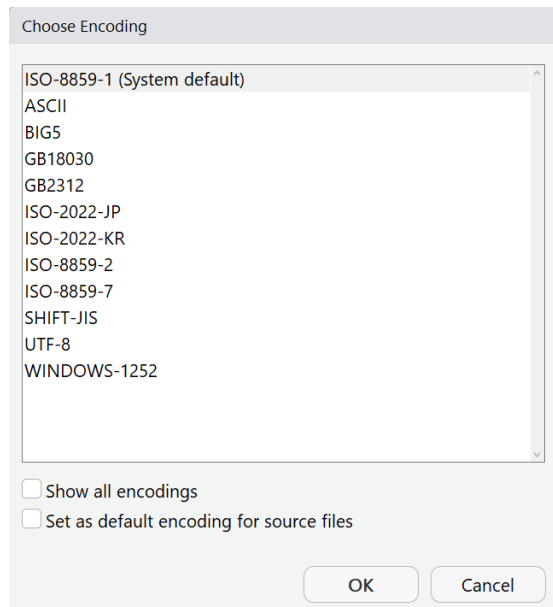 Choose Encoding
ISO-8859-1 (System default)
ASCII
BIG5
GB18030
GB2312
ISO-2022-JP
ISO-2022-KR
ISO-8859-2
ISO-8859-7
SHIFT-JIS
UTF-8
WINDOWS-1252
Show all encodings
Set as default encoding for source files
OK Cancel